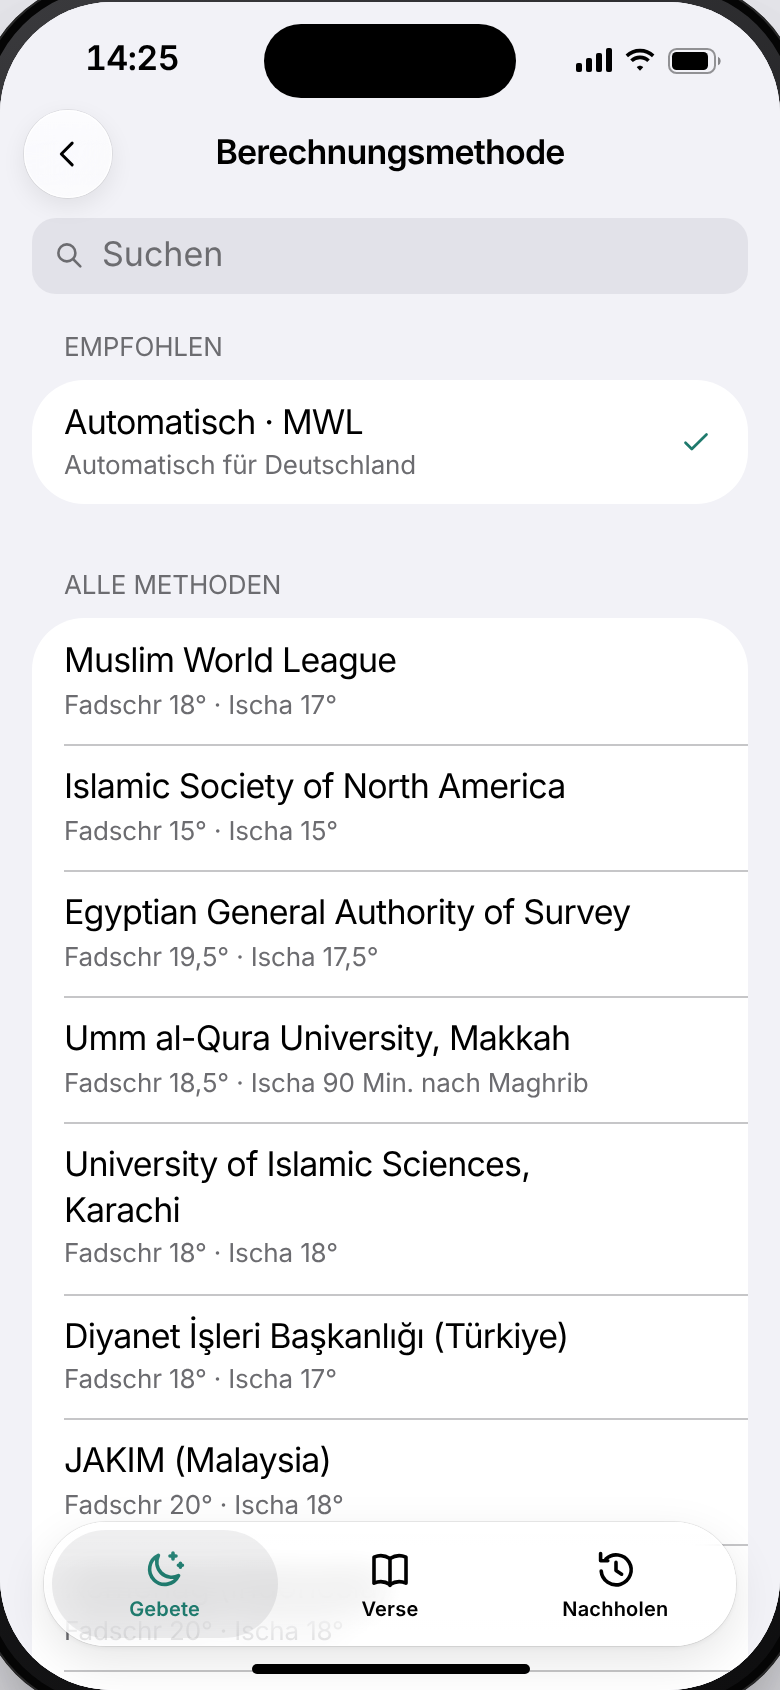 14:25
Berechnungsmethode
Suchen
EMPFOHLEN
Automatisch · MWL
Automatisch für Deutschland
ALLE METHODEN
Muslim World League
Fadschr 18° · Ischa 17°
Islamic Society of North America
Fadschr 15° · Ischa 15°
Egyptian General Authority of Survey
Fadschr 19,5° · Ischa 17,5°
Umm al-Qura University, Makkah
Fadschr 18,5° · Ischa 90 Min. nach Maghrib
University of Islamic Sciences,
Karachi
Fadschr 18° · Ischa 18°
Diyanet İşleri Başkanlığı (Türkiye)
Fadschr 18° · Ischa 17°
JAKIM (Malaysia)
Fadschr 20° · Ischa 18°
Gebete
Verse
Nachholen
Fadschr 20° · Ischa 18°